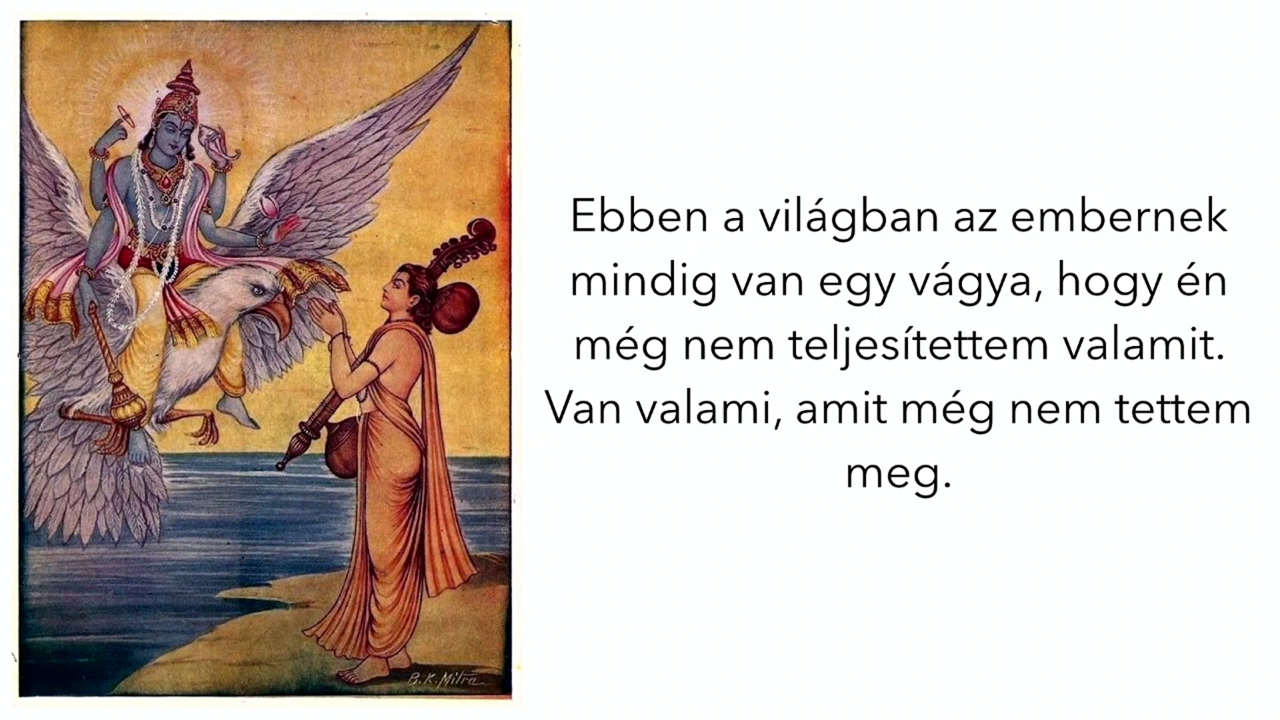 Ebben a világban az embernek
mindig van egy vágya, hogy én
még nem teljesítettem valamit.
Van valami, amit még nem tettem
meg.
B.K.Mitra